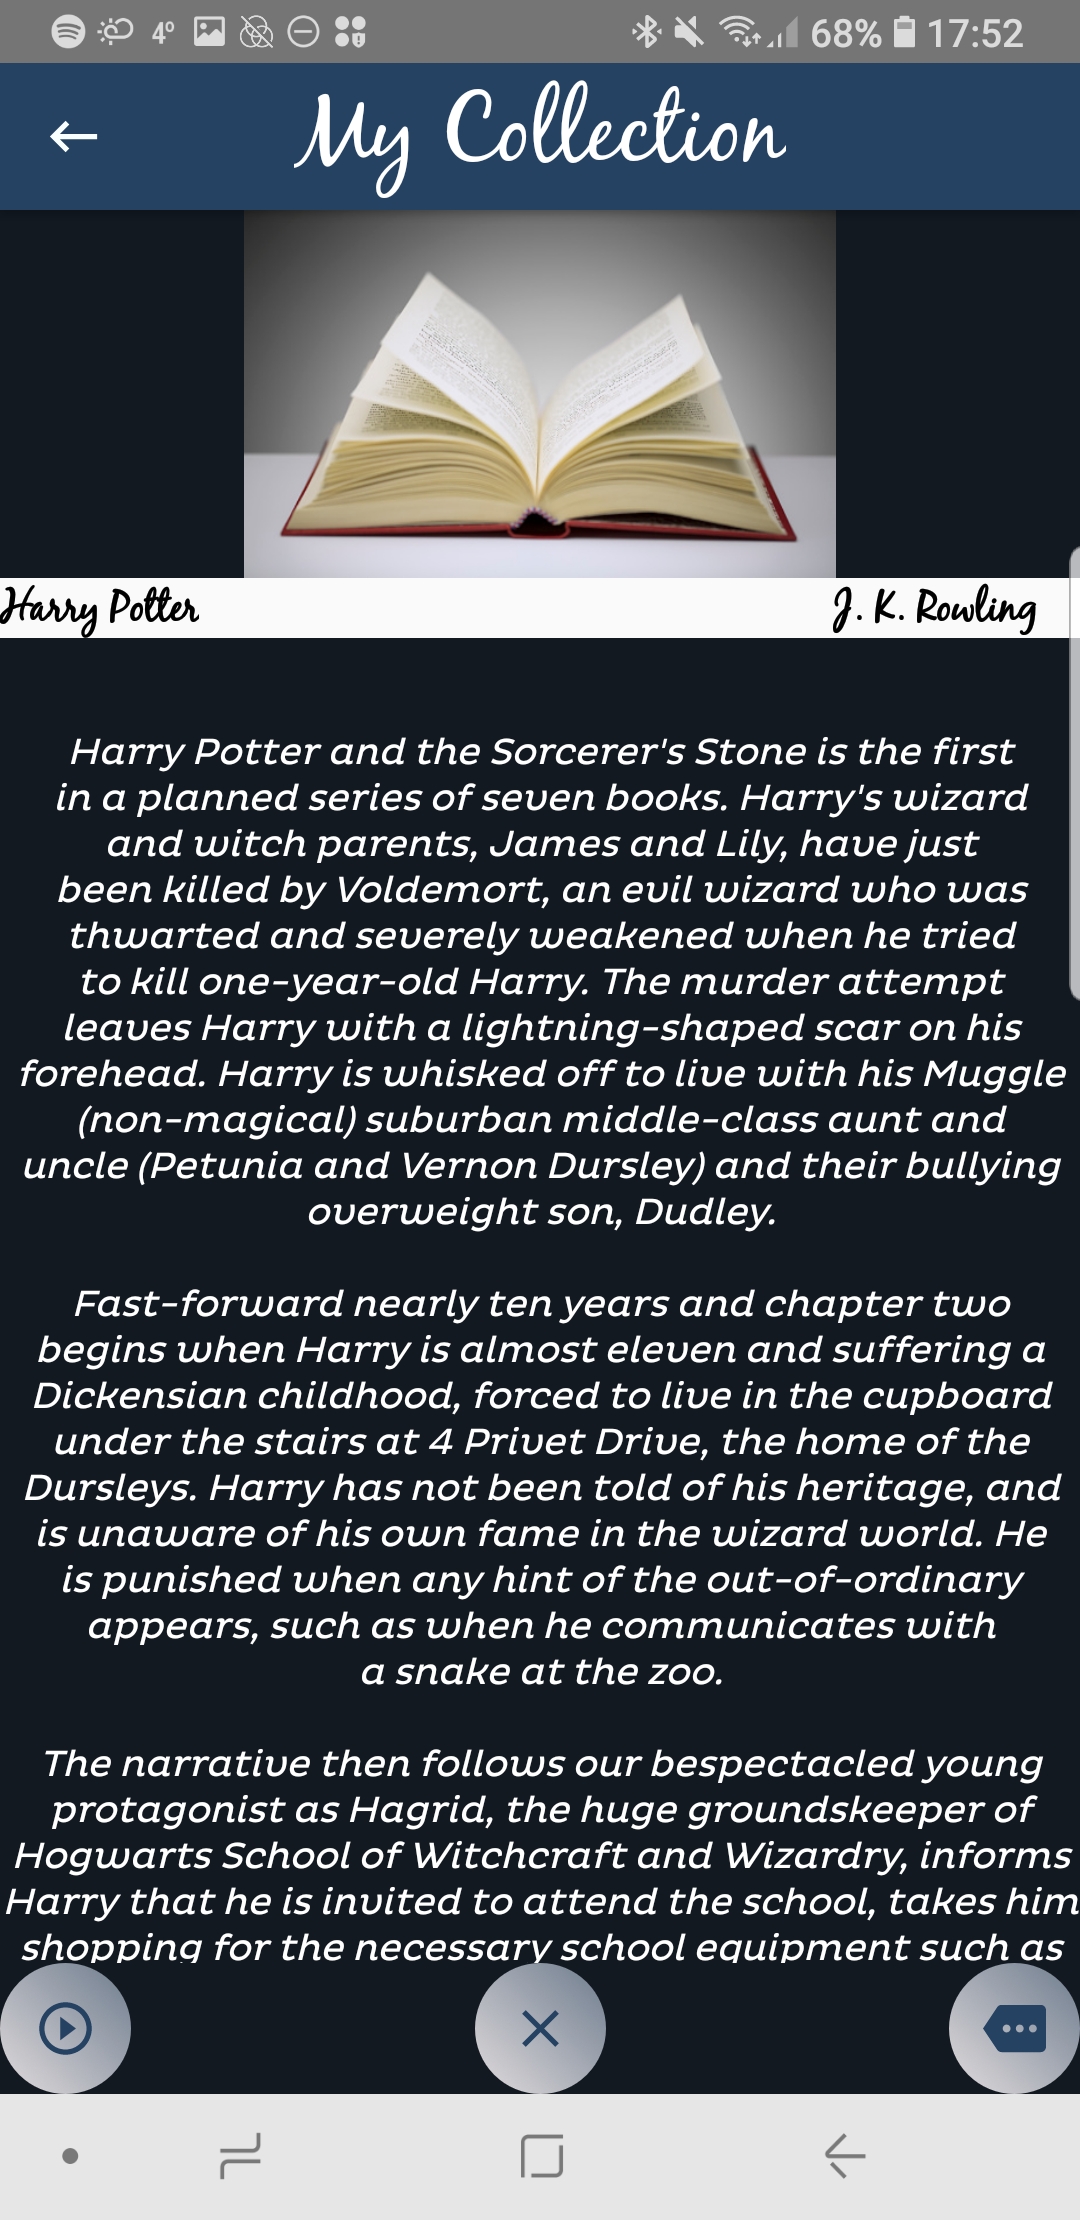 4° 68% 17:52
My Collection
Harry Potter J. K. Rowling
Harry Potter and the Sorcerer's Stone is the first
in a planned series of seven books. Harry's wizard
and witch parents, James and Lily, have just
been killed by Voldemort, an evil wizard who was
thwarted and severely weakened when he tried
to kill one-year-old Harry. The murder attempt
leaves Harry with a lightning-shaped scar on his
forehead. Harry is whisked off to live with his Muggle
(non-magical) suburban middle-class aunt and
uncle (Petunia and Vernon Dursley) and their bullying
overweight son, Dudley.
Fast-forward nearly ten years and chapter two
begins when Harry is almost eleven and suffering a
Dickensian childhood, forced to live in the cupboard
under the stairs at 4 Privet Drive, the home of the
Dursleys. Harry has not been told of his heritage, and
is unaware of his own fame in the wizard world. He
is punished when any hint of the out-of-ordinary
appears, such as when he communicates with
a snake at the zoo.
The narrative then follows our bespectacled young
protagonist as Hagrid, the huge groundskeeper of
Hogwarts School of Witchcraft and Wizardry, informs
Harry that he is invited to attend the school, takes him
shopping for the necessary school equipment such as